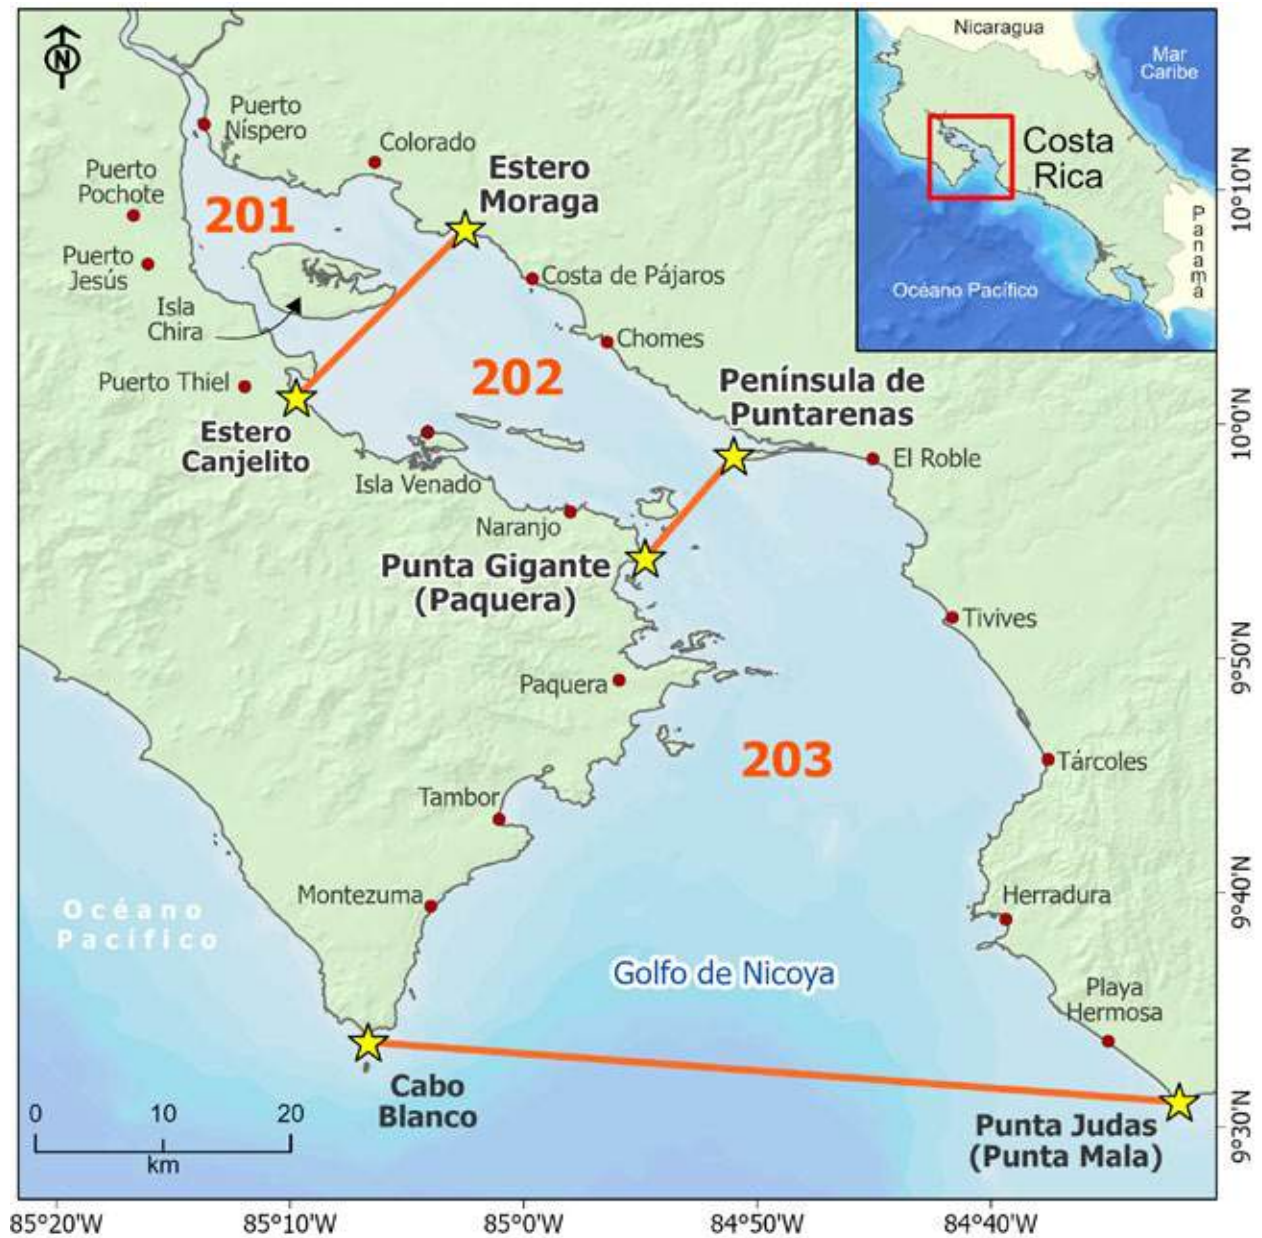 N
Nicaragua
Mar
Caribe
Costa
Rica
Panamá
Océano Pacífico
Puerto
Níspero
Colorado
Puerto
Pochote
Estero
Moraga
201
Puerto
Jesús
Costa de Pájaros
Isla
Chira
Chomes
202
Puerto Thiel
Península de
Puntarenas
Estero
Canjelito
El Roble
Isla Venado
Naranjo
Punta Gigante
(Paquera)
Tivives
Paquera
203
Tárcoles
Tambor
Montezuma
Herradura
Océano
Pacífico
Golfo de Nicoya
Playa
Hermosa
Cabo
Blanco
Punta Judas
(Punta Mala)
0 10 20
km
10°10'N
10°0'N
9°50'N
9°40'N
9°30'N
85°20'W 85°10'W 85°0'W 84°50'W 84°40'W